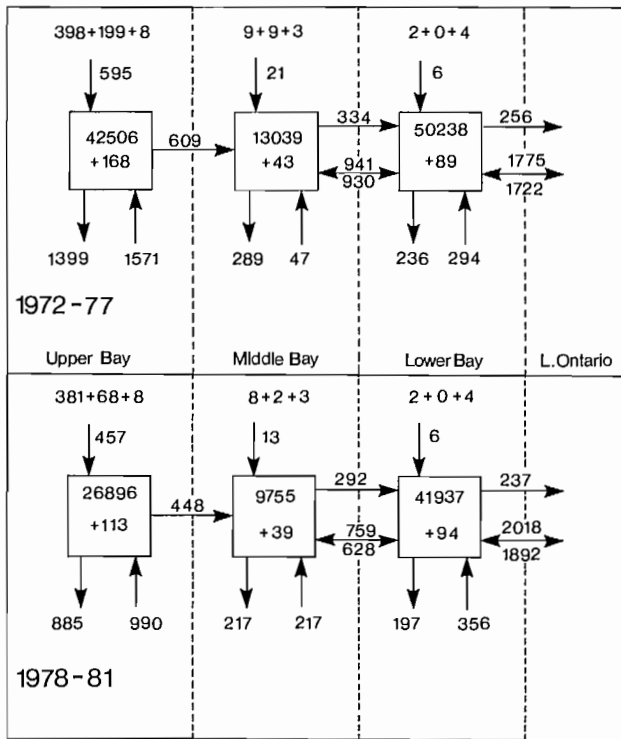 398+199+8 9+9+3 2+0+4
595 21 6
334 256
42506 609 13039 50238
+168 +43 941 +89 1775
930 1722
1399 1571 289 47 236 294
1972-77
Upper Bay Middle Bay Lower Bay L.Ontario
381+68+8 8+2+3 2+0+4
457 13 6
292 237
26896 448 9755 41937
+113 +39 759 +94 2018
628 1892
885 990 217 217 197 356
1978-81